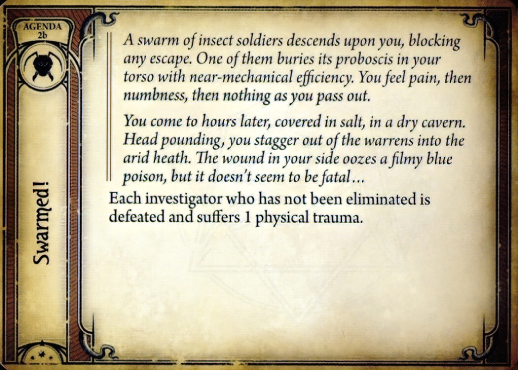 AGENDA
2b
Swarmed!
A swarm of insect soldiers descends upon you, blocking
any escape. One of them buries its proboscis in your
torso with near-mechanical efficiency. You feel pain, then
numbness, then nothing as you pass out.
You come to hours later, covered in salt, in a dry cavern.
Head pounding, you stagger out of the warrens into the
arid heath. The wound in your side oozes a filmy blue
poison, but it doesn't seem to be fatal…
Each investigator who has not been eliminated is
defeated and suffers 1 physical trauma.